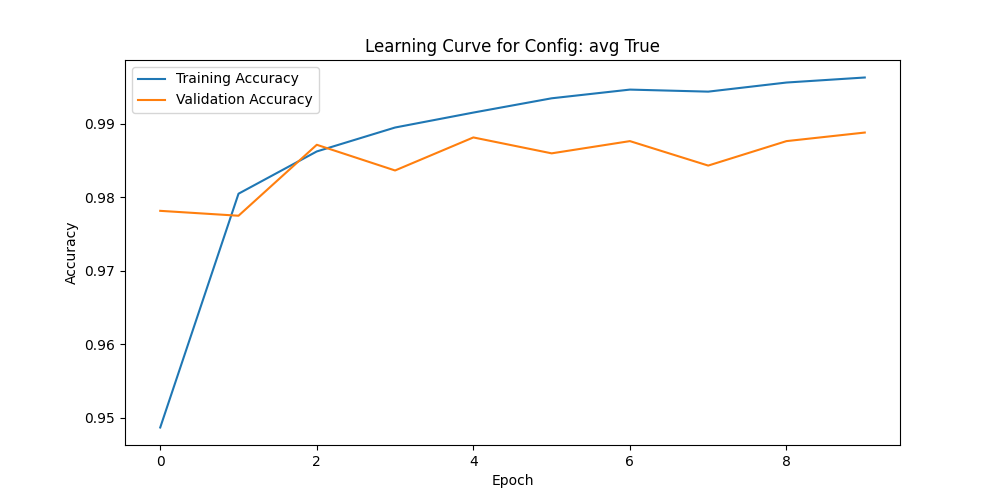 Learning Curve for Config: avg True
Training Accuracy
Validation Accuracy
Accuracy
0.99
0.98
0.97
0.96
0.95
0 2 4 6 8
Epoch